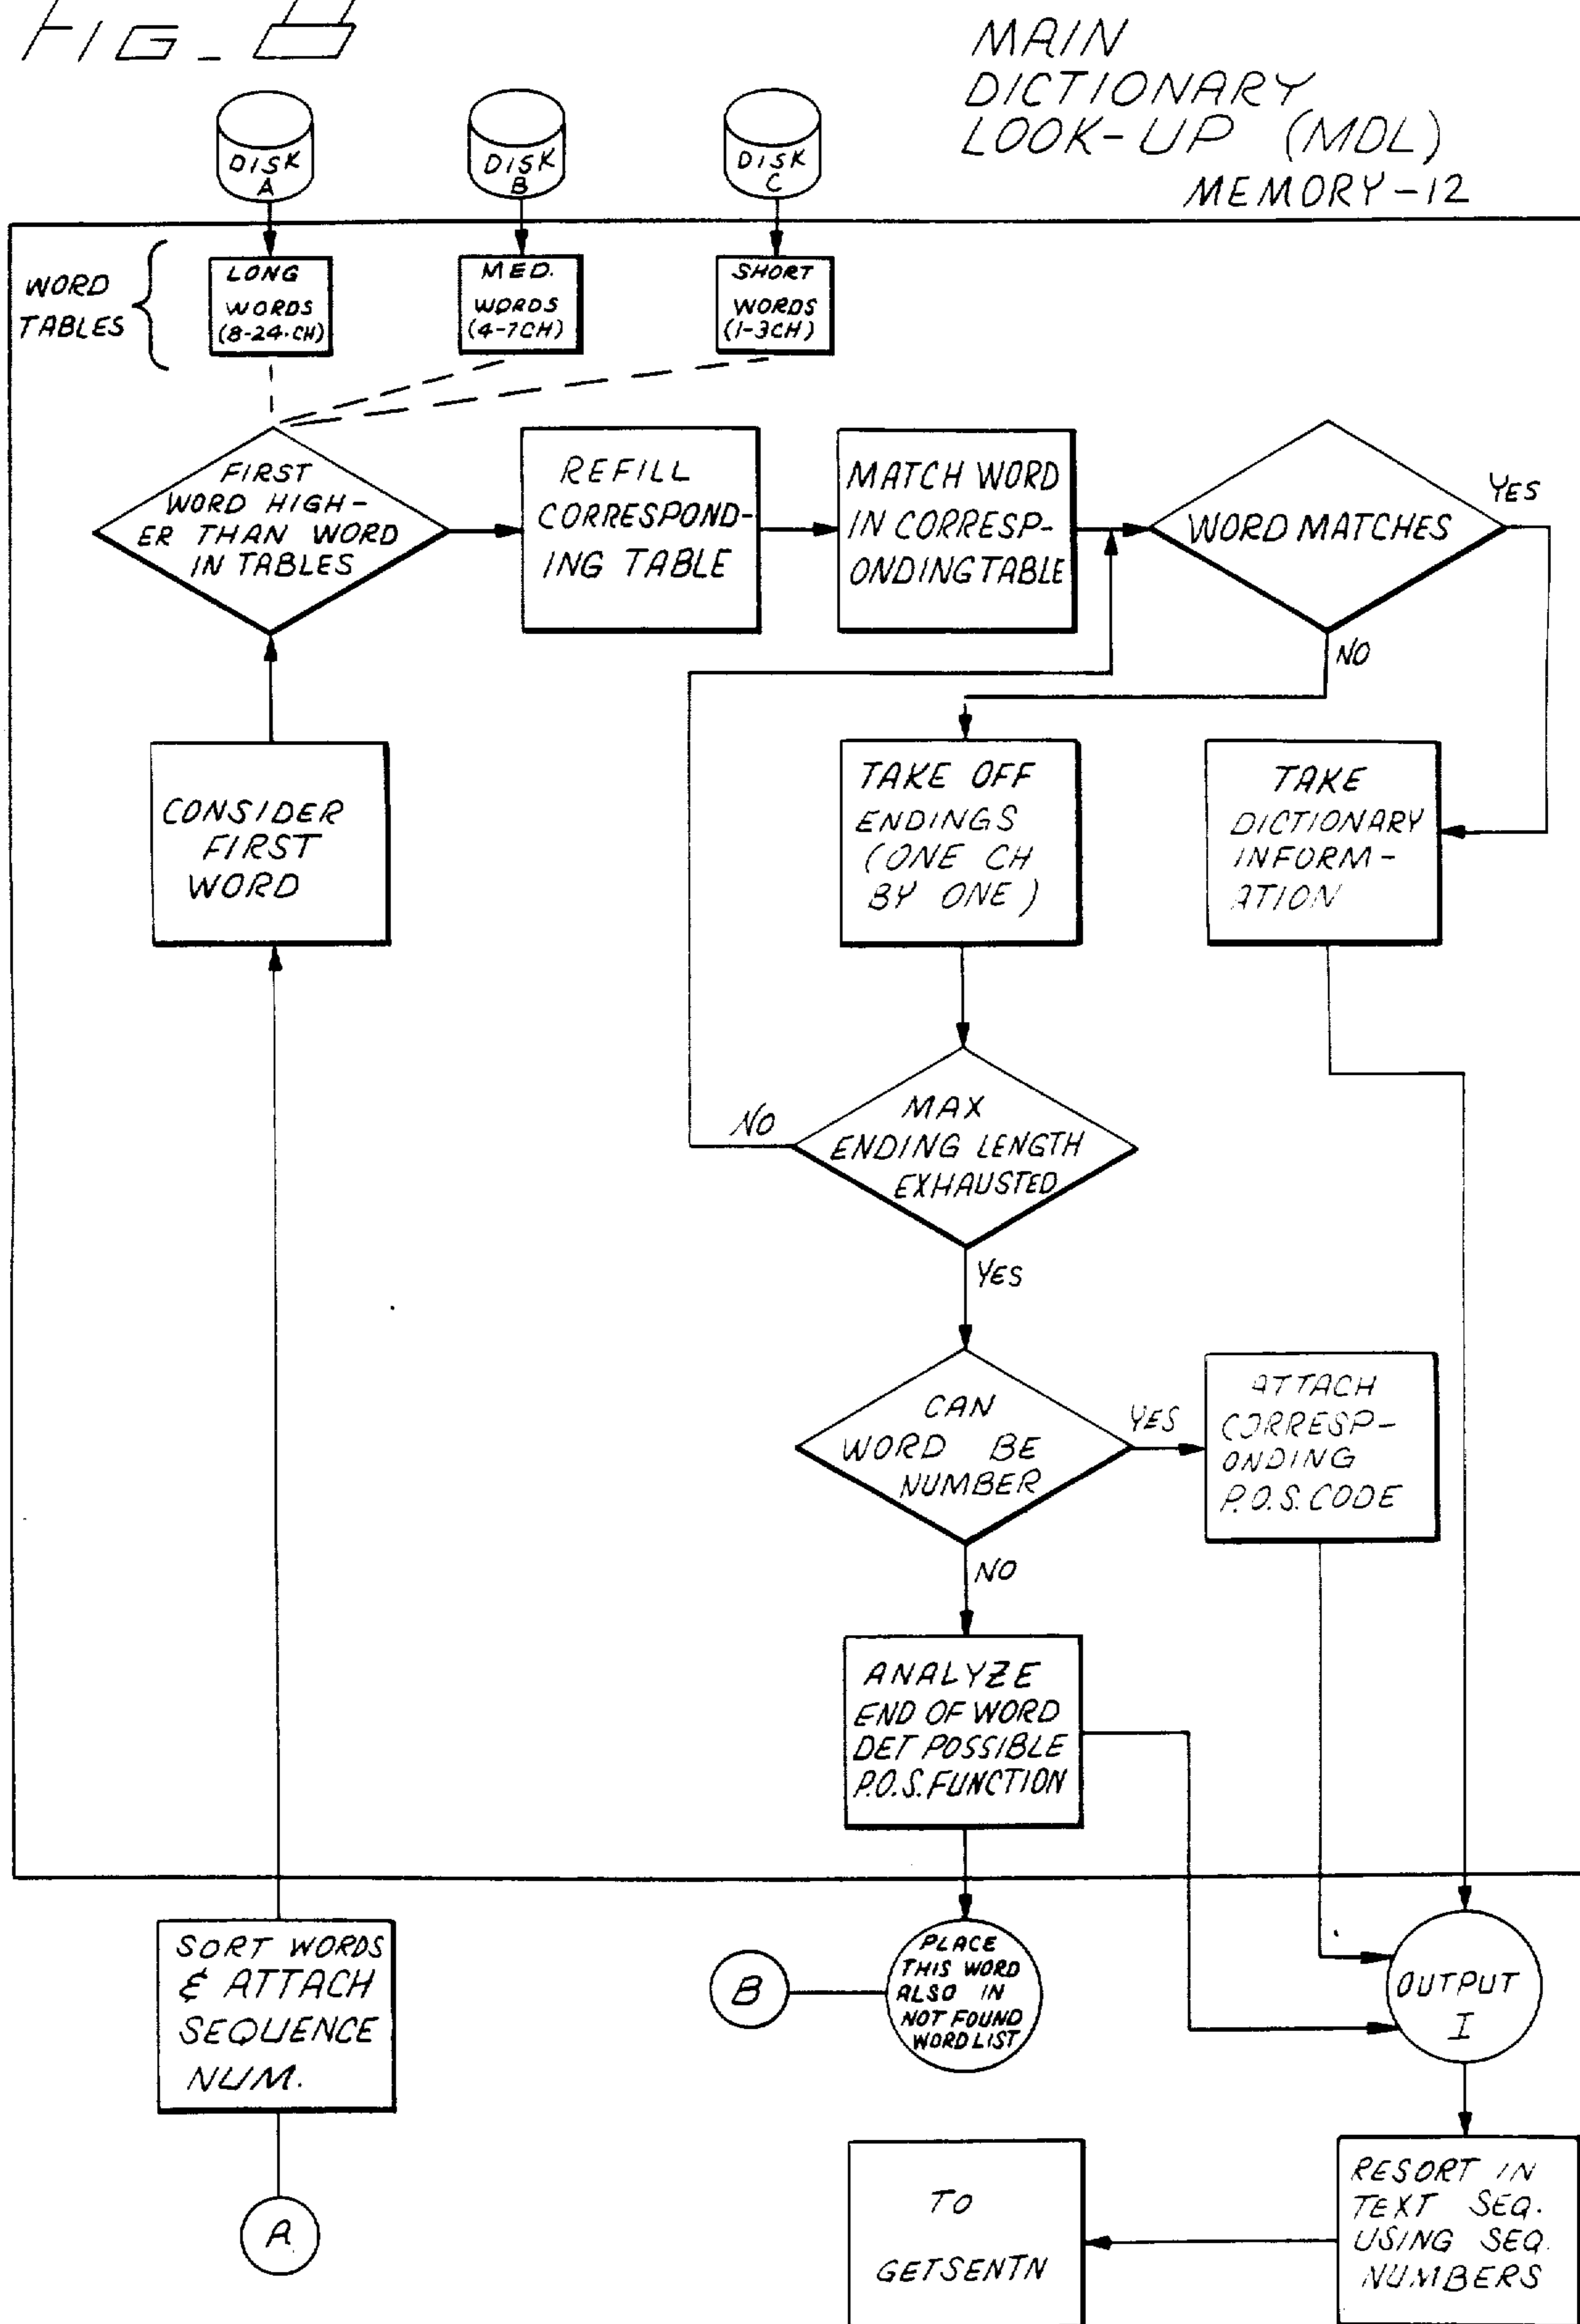 FIG_8
MAIN
DICTIONARY
LOOK-UP (MDL)
MEMORY-12
DISK
A
DISK
B
DISK
C
WORD
TABLES
LONG
WORDS
(8-24·CH)
MED.
WORDS
(4-7CH)
SHORT
WORDS
(1-3CH)
FIRST
WORD HIGH-
ER THAN WORD
IN TABLES
REFILL
CORRESPOND-
ING TABLE
MATCH WORD
IN CORRESP-
ONDING TABLE
WORD MATCHES
YES
NO
CONSIDER
FIRST
WORD
TAKE OFF
ENDINGS
(ONE CH
BY ONE)
TAKE
DICTIONARY
INFORM-
ATION
NO
MAX
ENDING LENGTH
EXHAUSTED
YES
CAN
WORD BE
NUMBER
YES
ATTACH
CORRESP-
ONDING
P.O.S. CODE
NO
ANALYZE
END OF WORD
DET POSSIBLE
P.O.S. FUNCTION
SORT WORDS
& ATTACH
SEQUENCE
NUM.
B
PLACE
THIS WORD
ALSO IN
NOT FOUND
WORD LIST
OUTPUT
I
A
TO
GETSENTN
RESORT IN
TEXT SEQ.
USING SEQ.
NUMBERS